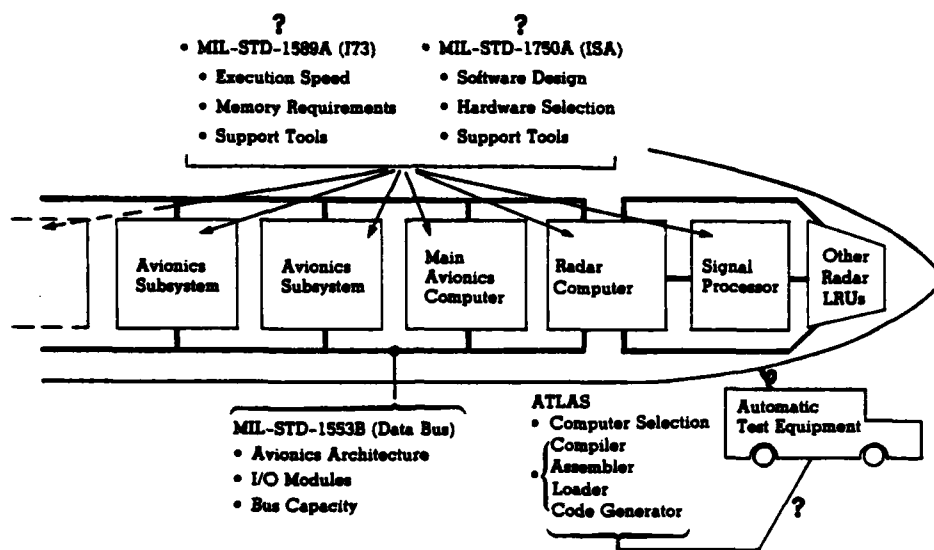 ?
• MIL-STD-1589A (J73)
• Execution Speed
• Memory Requirements
• Support Tools
?
• MIL-STD-1750A (ISA)
• Software Design
• Hardware Selection
• Support Tools
Avionics
Subsystem
Avionics
Subsystem
Main
Avionics
Computer
Radar
Computer
Signal
Processor
Other
Radar
LRUs
MIL-STD-1553B (Data Bus)
• Avionics Architecture
• I/O Modules
• Bus Capacity
ATLAS
• Computer Selection
• Compiler
Assembler
Loader
Code Generator
Automatic
Test Equipment
?